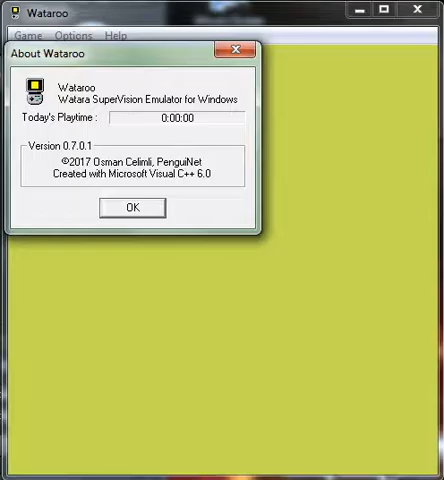 Wataroo
Game Options Help
About Wataroo
Wataroo
Watara SuperVision Emulator for Windows
Today's Playtime : 0:00:00
Version 0.7.0.1
©2017 Osman Celimli, PenguiNet
Created with Microsoft Visual C++ 6.0
OK